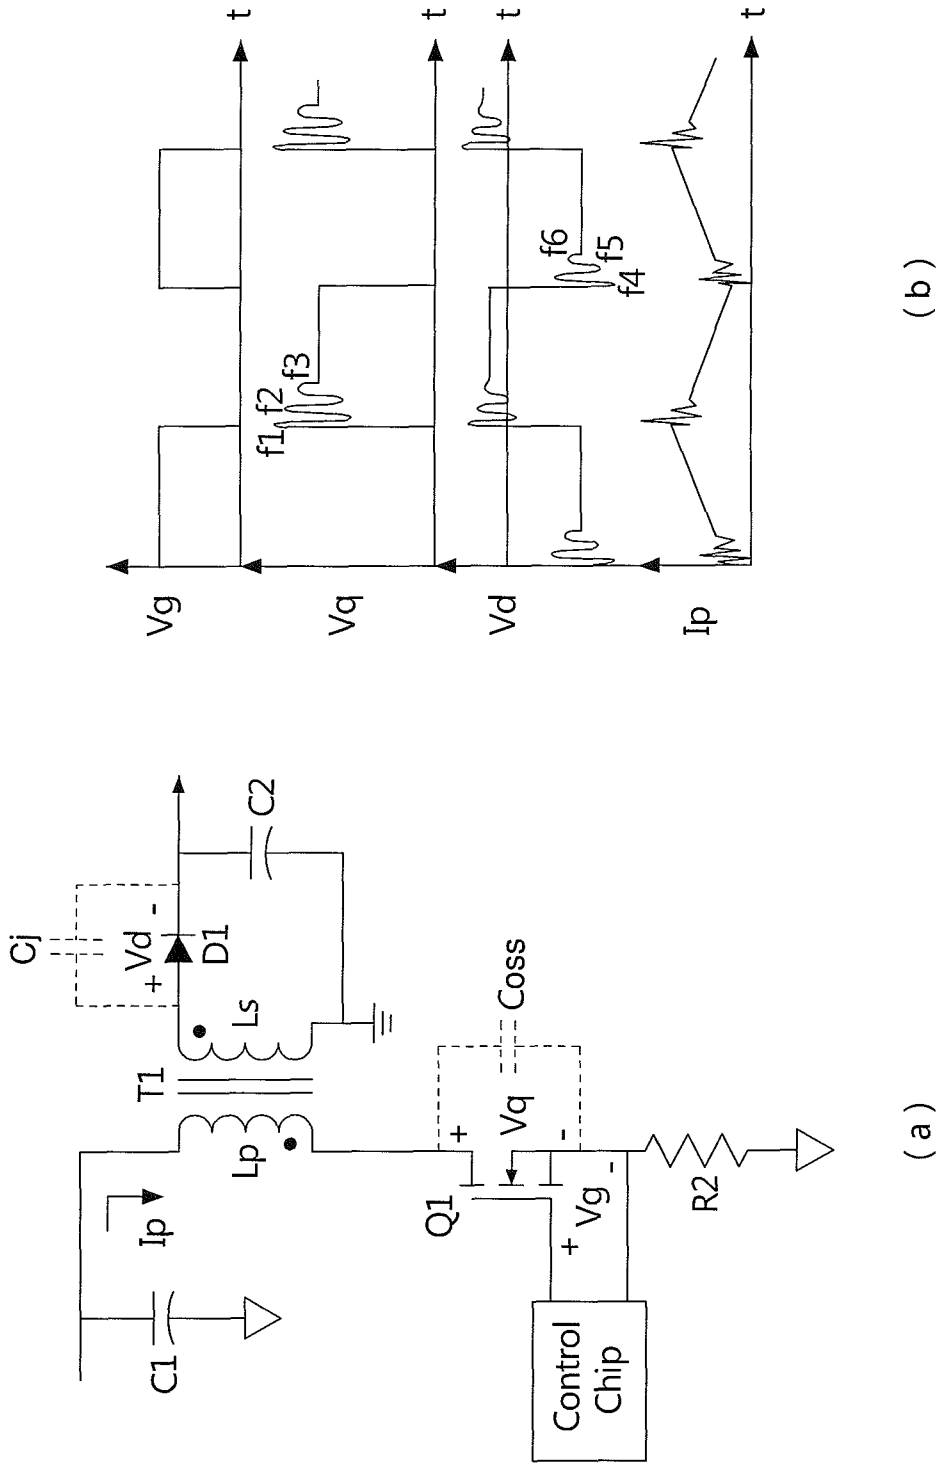 C1
Ip
T1
Lp
Ls
Cj
+ Vd -
D1
C2
Q1
+
Vq
-
Coss
+
Vg
-
Control
Chip
R2
( a )
Vg
t
Vq
f1
f2
f3
t
Vd
f4
f5
f6
t
Ip
t
( b )